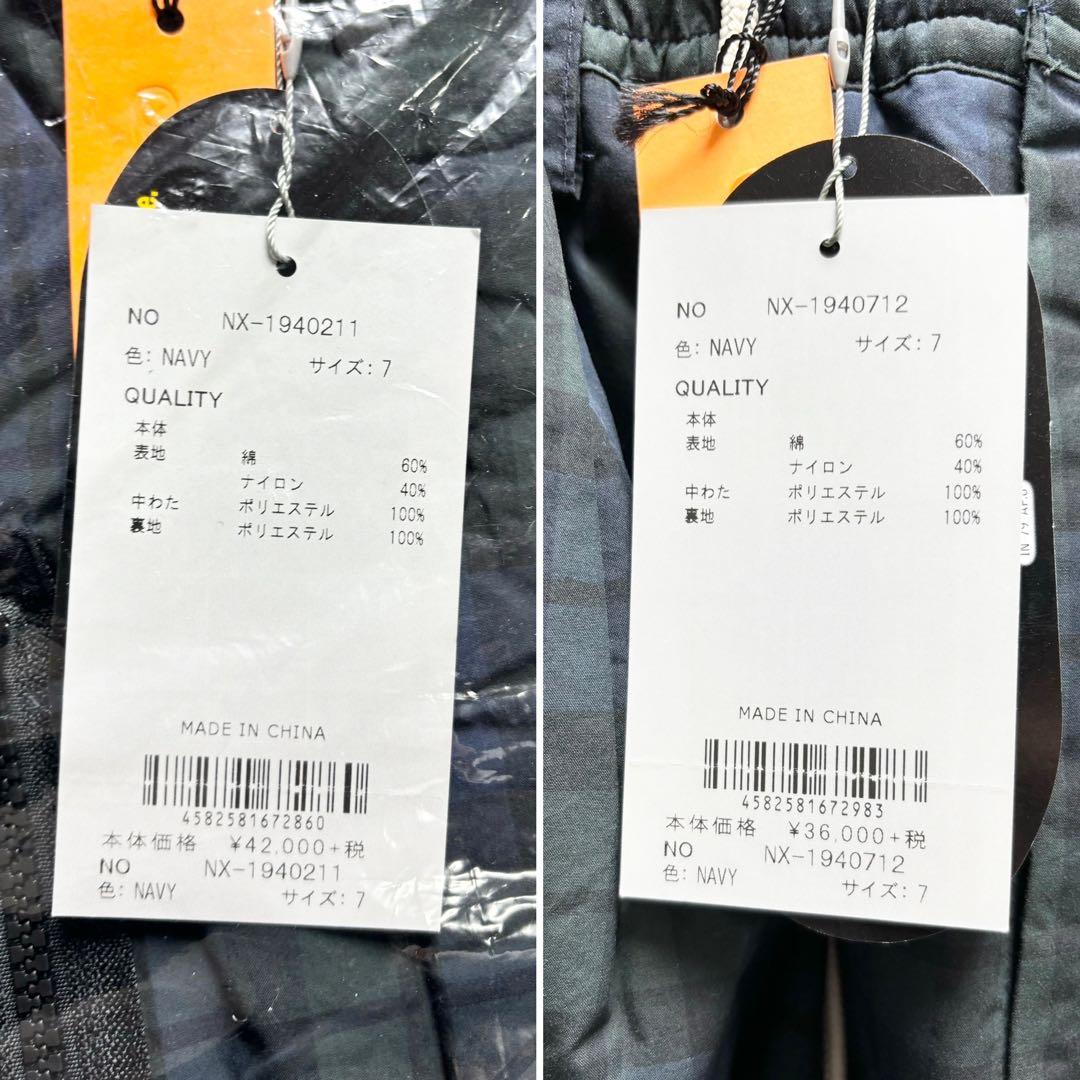 e.
NO NX-1940211
色: NAVY サイズ: 7
QUALITY
本体
表地 綿 60%
ナイロン 40%
中わた ポリエステル 100%
裏地 ポリエステル 100%
MADE IN CHINA
4582581672860
本体価格 ¥42,000+税
NO NX-1940211
色: NAVY サイズ: 7
NO NX-1940712
色: NAVY サイズ: 7
QUALITY
本体
表地 綿 60%
ナイロン 40%
中わた ポリエステル 100%
裏地 ポリエステル 100%
MADE IN CHINA
4582581672983
本体価格 ¥36,000+税
NO NX-1940712
色: NAVY サイズ: 7